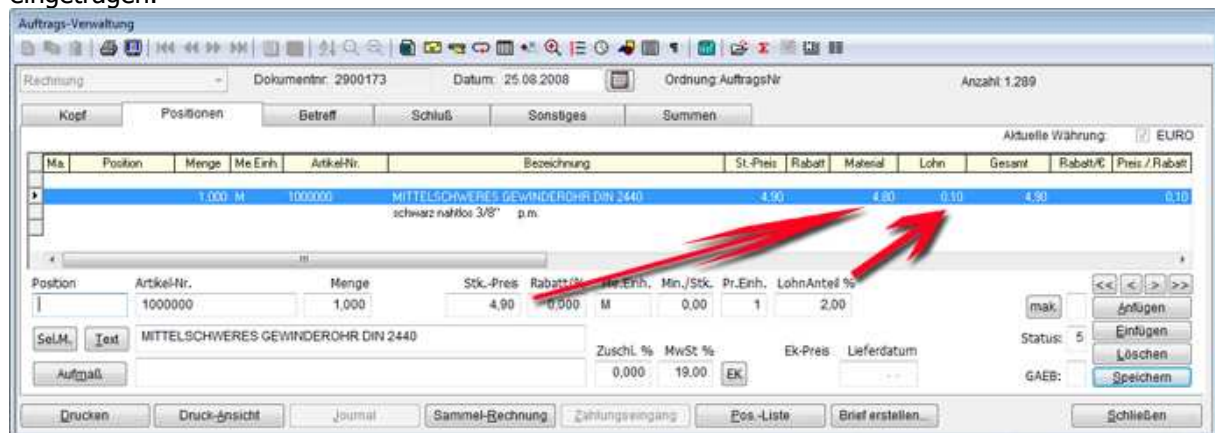 eingetragen.
Auftrags-Verwaltung
Rechnung Dokumentnr. 2900173 Datum: 25.08.2008 Ordnung:AuftragsNr Anzahl: 1.289
Kopf Positionen Betreff Schluß Sonstiges Summen
Aktuelle Währung: EURO
Ma. Position Menge Me.Einh. Artikel-Nr. Bezeichnung St.-Preis Rabatt Material Lohn Gesamt Rabatt/€ Preis / Rabatt
1,000 M 1000000 MITTELSCHWERES GEWINDEROHR DIN 2440 4,90 4,80 0,10 4,90 0,10
schwarz nahtlos 3/8" p.m.
Position Artikel-Nr. Menge Stk.-Preis Rabatt/% Me.Einh. Min./Stk. Pr.Einh. LohnAnteil % << < > >>
1000000 1,000 4,90 0,000 M 0,00 1 2,00 mak. Anfügen
Sel.M. Text MITTELSCHWERES GEWINDEROHR DIN 2440 Status: 5 Einfügen
Zuschl. % MwSt % Ek-Preis Lieferdatum Löschen
Aufmaß 0,000 19.00 EK - - GAEB: Speichern
Drucken Druck-Ansicht Journal Sammel-Rechnung Zahlungseingang Pos.-Liste Brief erstellen... Schließen